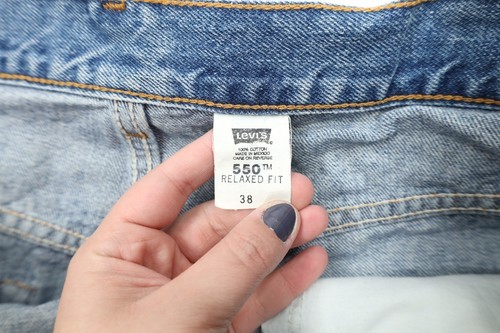 LEVI'S
®
100% COTTON
MADE IN MEXICO
CARE ON REVERSE
550™
RELAXED FIT
38